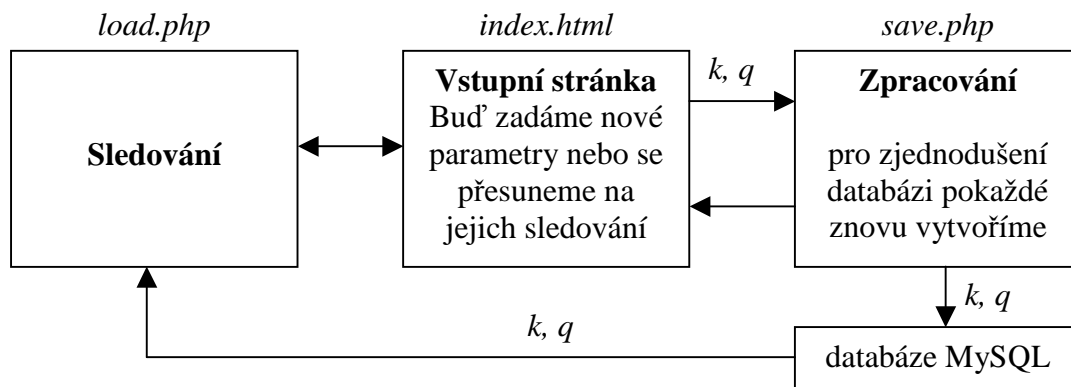 load.php
index.html
save.php
Sledování
Vstupní stránka
Buď zadáme nové
parametry nebo se
přesuneme na
jejich sledování
k, q
Zpracování
pro zjednodušení
databázi pokaždé
znovu vytvoříme
k, q
k, q
databáze MySQL